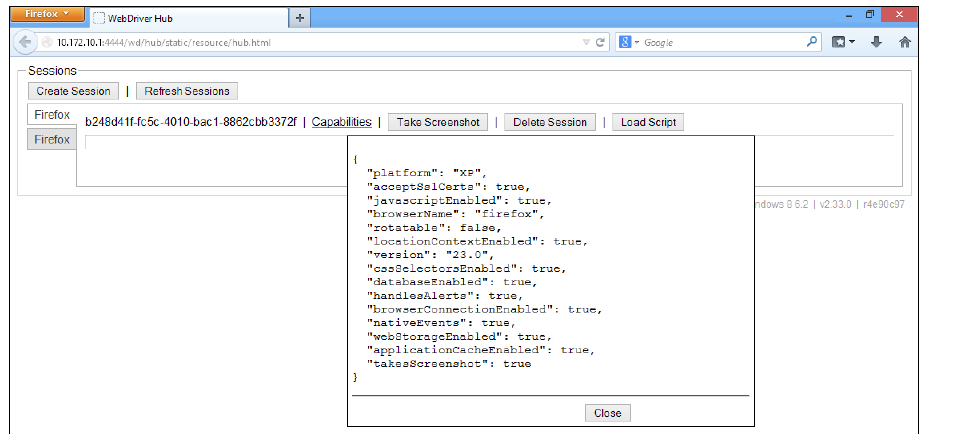 Firefox
WebDriver Hub
10.172.10.1:4444/wd/hub/static/resource/hub.html
Google
Sessions
Create Session | Refresh Sessions
Firefox
b248d41f-fc5c-4010-bac1-8862cbb3372f | Capabilities | Take Screenshot | Delete Session | Load Script
Firefox
{
"platform": "XP",
"acceptSslCerts": true,
"javascriptEnabled": true,
"browserName": "firefox",
"rotatable": false,
"locationContextEnabled": true,
"version": "23.0",
"cssSelectorsEnabled": true,
"databaseEnabled": true,
"handlesAlerts": true,
"browserConnectionEnabled": true,
"nativeEvents": true,
"webStorageEnabled": true,
"applicationCacheEnabled": true,
"takesScreenshot": true
}
ndows 8 6.2 | v2.33.0 | r4e90c97
Close